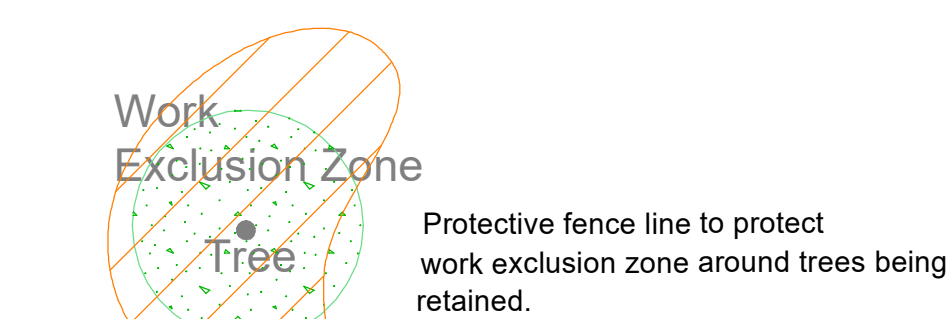 Work
Exclusion Zone
Tree
Protective fence line to protect
work exclusion zone around trees being
retained.